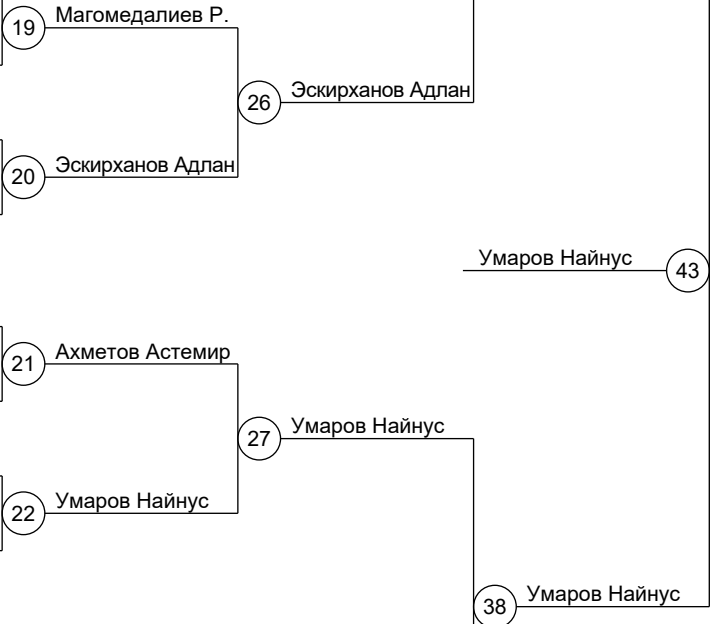 19 Магомедалиев Р.
26 Эскирханов Адлан
20 Эскирханов Адлан
Умаров Найнус 43
21 Ахметов Астемир
27 Умаров Найнус
22 Умаров Найнус
38 Умаров Найнус